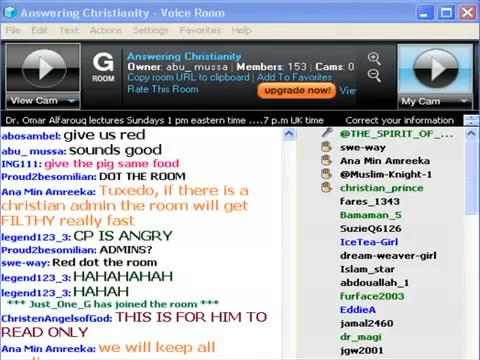 Answering Christianity - Voice Room
File Edit Text Actions Settings Favorites Help
G
ROOM
Answering Christianity
Owner: abu_ mussa | Members: 153 | Cams: 0
Copy room URL to clipboard | Add To Favorites
Rate This Room
upgrade now!
View Cam
My Cam
Dr. Omar Alfarouq lectures Sundays 1 pm eastern time ....7 p.m UK time
Correct your information
abosambel: give us red
abu_ mussa: sounds good
ING111: give the pig same food
Proud2besomilian: DOT THE ROOM
Ana Min Amreeka: Tuxedo, if there is a
christian admin the room will get
FILTHY really fast
legend123_3: CP IS ANGRY
Proud2besomilian: ADMINS?
swe-way: Red dot the room
legend123_3: HAHAHAHAH
legend123_3: HAHAH
*** Just_One_G has joined the room ***
ChristenAngelsofGod: THIS IS FOR HIM TO
READ ONLY
Ana Min Amreeka: we will keep all
@THE_SPIRIT_OF_...
swe-way
Ana Min Amreeka
@Muslim-Knight-1
christian_prince
fares_1343
Bamaman_5
SuzieQ6126
IceTea-Girl
dream-weaver-girl
Islam_star
abdouallah_1
furface2003
EddieA
jamal2460
dr_magi
jgw2001